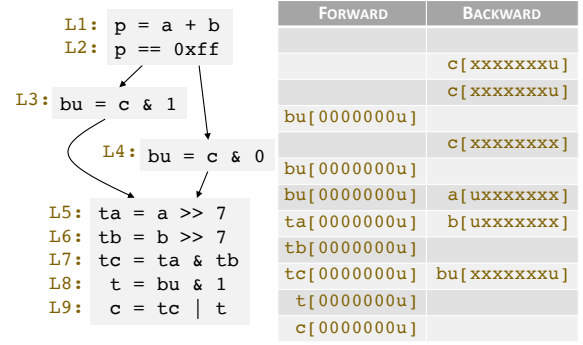 L1: p = a + b
L2: p == 0xff
L3: bu = c & 1
L4: bu = c & 0
L5: ta = a >> 7
L6: tb = b >> 7
L7: tc = ta & tb
L8: t = bu & 1
L9: c = tc | t
FORWARD BACKWARD
c[xxxxxxxu]
c[xxxxxxxu]
bu[0000000u]
c[xxxxxxxx]
bu[0000000u]
bu[0000000u] a[uxxxxxxx]
ta[0000000u] b[uxxxxxxx]
tb[0000000u]
tc[0000000u] bu[xxxxxxxu]
t[0000000u]
c[0000000u]